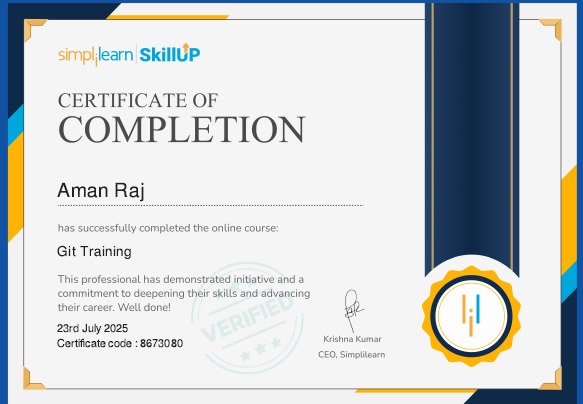 simplilearn | SkillUP
CERTIFICATE OF
COMPLETION
Aman Raj
has successfully completed the online course:
Git Training
This professional has demonstrated initiative and a
commitment to deepening their skills and advancing
their career. Well done!
VERIFIED
23rd July 2025
Certificate code : 8673080
Krishna Kumar
CEO, Simplilearn